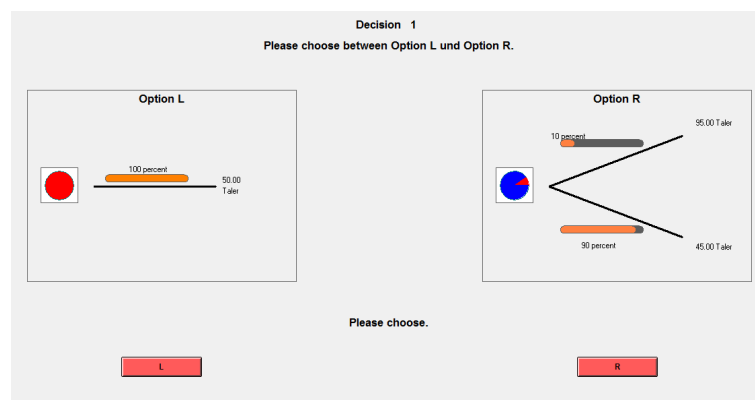 Decision 1
Please choose between Option L und Option R.
Option L
100 percent
50.00
Taler
Option R
95.00 Taler
10 percent
90 percent
45.00 Taler
Please choose.
L
R